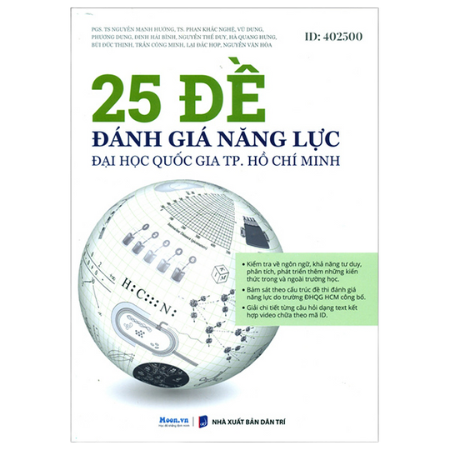 PGS. TS NGUYỄN MẠNH HƯỞNG, TS. PHAN KHẮC NGHỆ, VŨ DUNG,
PHƯƠNG DUNG, ĐINH HẢI BÌNH, NGUYỄN THẾ DUY, HÀ QUANG HƯNG,
BÙI ĐỨC THỊNH, TRẦN CÔNG MINH, LẠI ĐẮC HỢP, NGUYỄN VĂN HÒA
ID: 402500
25 ĐỀ
ĐÁNH GIÁ NĂNG LỰC
ĐẠI HỌC QUỐC GIA TP. HỒ CHÍ MINH
• Kiểm tra về ngôn ngữ, khả năng tư duy,
phân tích, phát triển thêm những kiến
thức trong và ngoài trường học.
• Bám sát theo cấu trúc đề thi đánh giá
năng lực do trường ĐHQG HCM công bố.
• Giải chi tiết từng câu hỏi dạng text kết
hợp video chữa theo mã ID.
H:C:::N:
Moon.vn
NHÀ XUẤT BẢN DÂN TRÍ